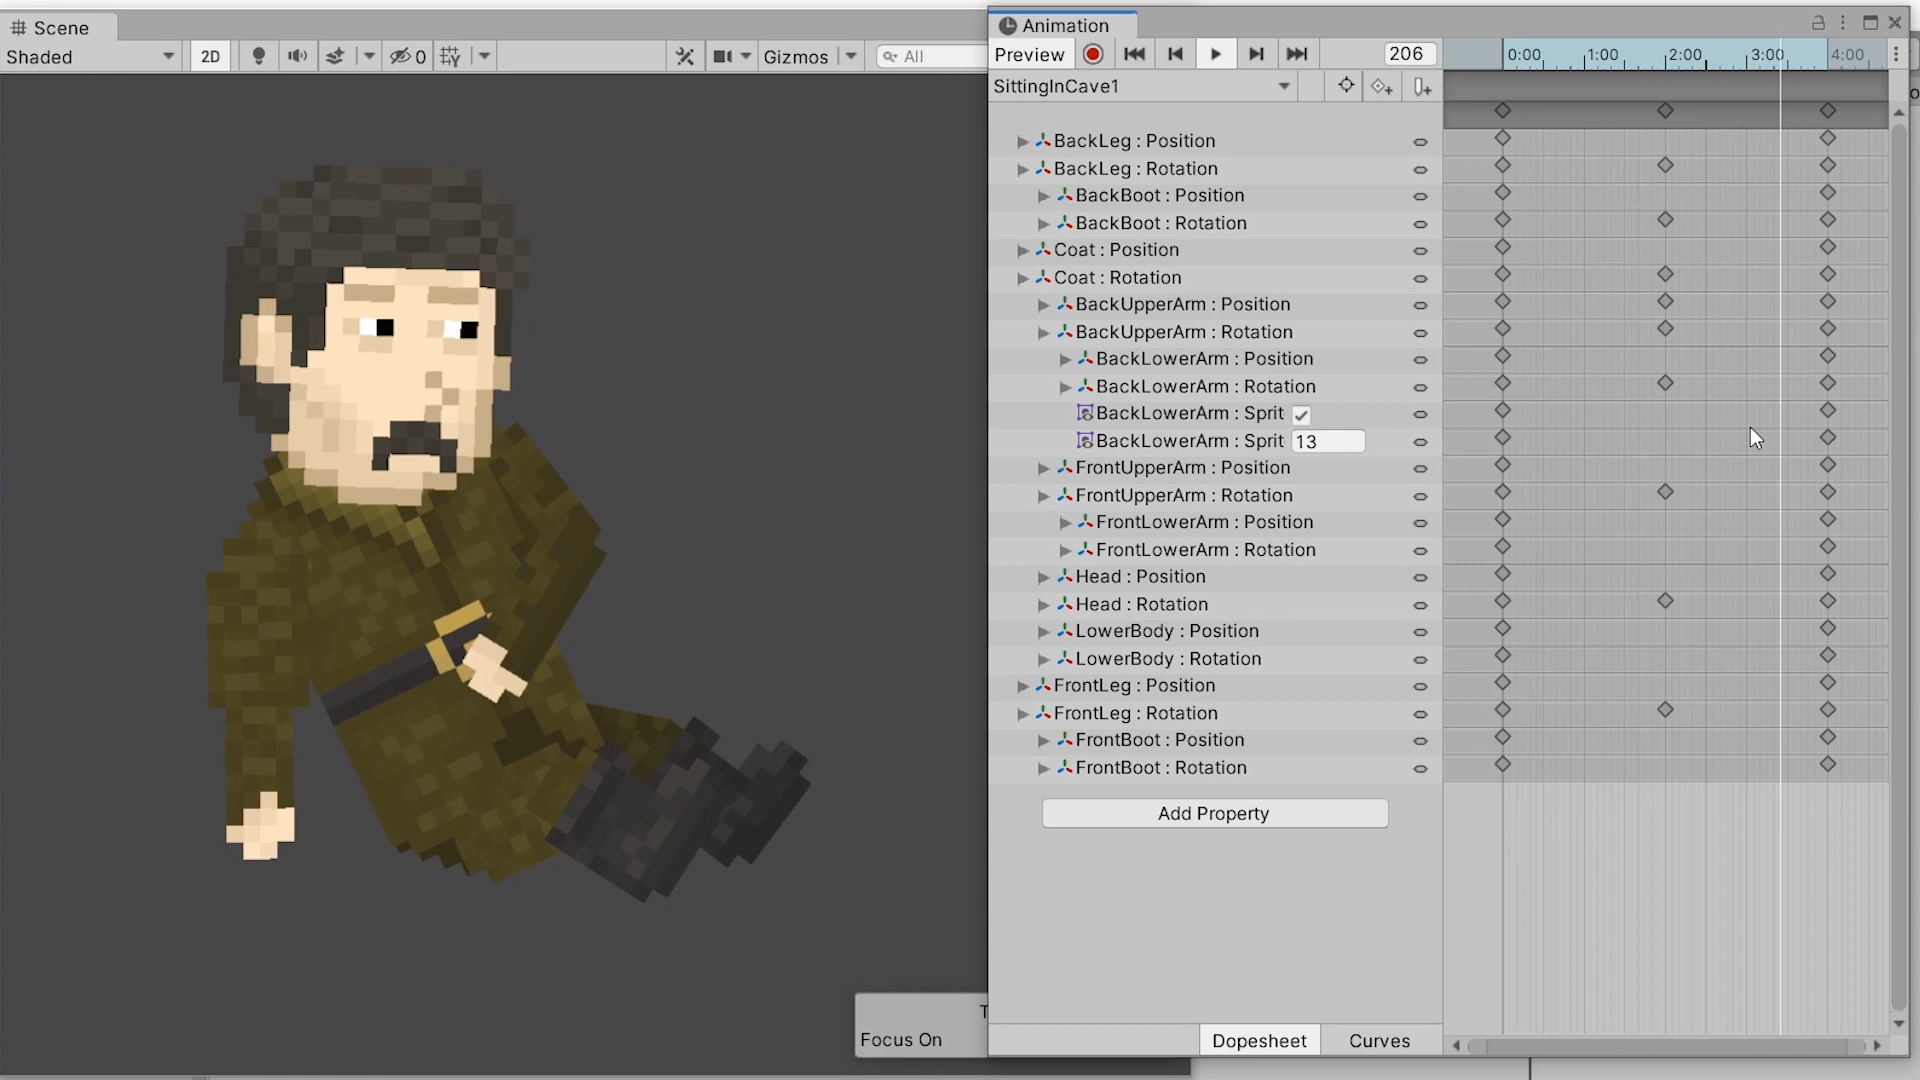 Scene
Shaded
2D
0
Gizmos
All
Animation
Preview
206
0:00
1:00
2:00
3:00
4:00
SittingInCave1
BackLeg : Position
BackLeg : Rotation
BackBoot : Position
BackBoot : Rotation
Coat : Position
Coat : Rotation
BackUpperArm : Position
BackUpperArm : Rotation
BackLowerArm : Position
BackLowerArm : Rotation
BackLowerArm : Sprit
BackLowerArm : Sprit 13
FrontUpperArm : Position
FrontUpperArm : Rotation
FrontLowerArm : Position
FrontLowerArm : Rotation
Head : Position
Head : Rotation
LowerBody : Position
LowerBody : Rotation
FrontLeg : Position
FrontLeg : Rotation
FrontBoot : Position
FrontBoot : Rotation
Add Property
Focus On
Dopesheet
Curves